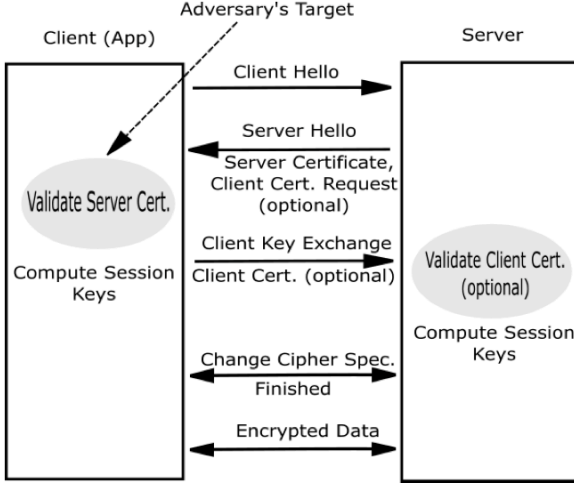 Adversary's Target
Client (App)
Server
Client Hello
Server Hello
Server Certificate,
Client Cert. Request
(optional)
Validate Server Cert.
Client Key Exchange
Client Cert. (optional)
Compute Session
Keys
Validate Client Cert.
(optional)
Compute Session
Keys
Change Cipher Spec.
Finished
Encrypted Data